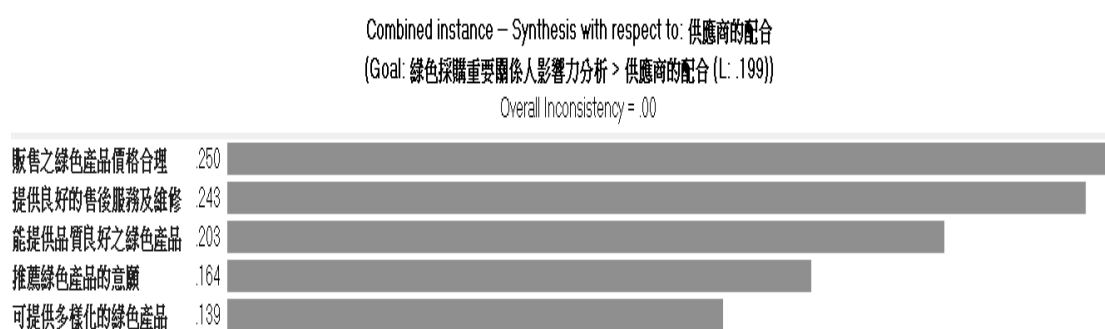 Combined instance – Synthesis with respect to: 供應商的配合
(Goal: 綠色採購重要關係人影響力分析 > 供應商的配合 (L: .199))
Overall Inconsistency = .00
販售之綠色產品價格合理 .250
提供良好的售後服務及維修 .243
能提供品質良好之綠色產品 .203
推薦綠色產品的意願 .164
可提供多樣化的綠色產品 .139